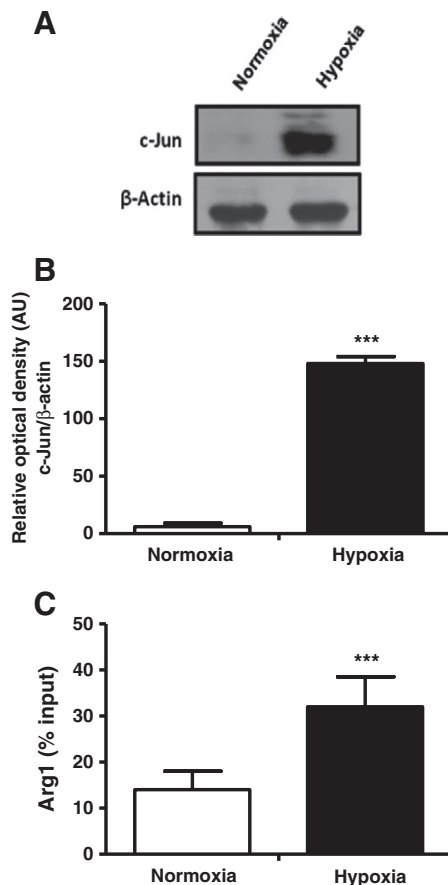 A
Normoxia
Hypoxia
c-Jun
β-Actin
B
Relative optical density (AU)
c-Jun/β-actin
200
150
100
50
0
***
Normoxia
Hypoxia
C
Arg1 (% input)
50
40
30
20
10
0
***
Normoxia
Hypoxia